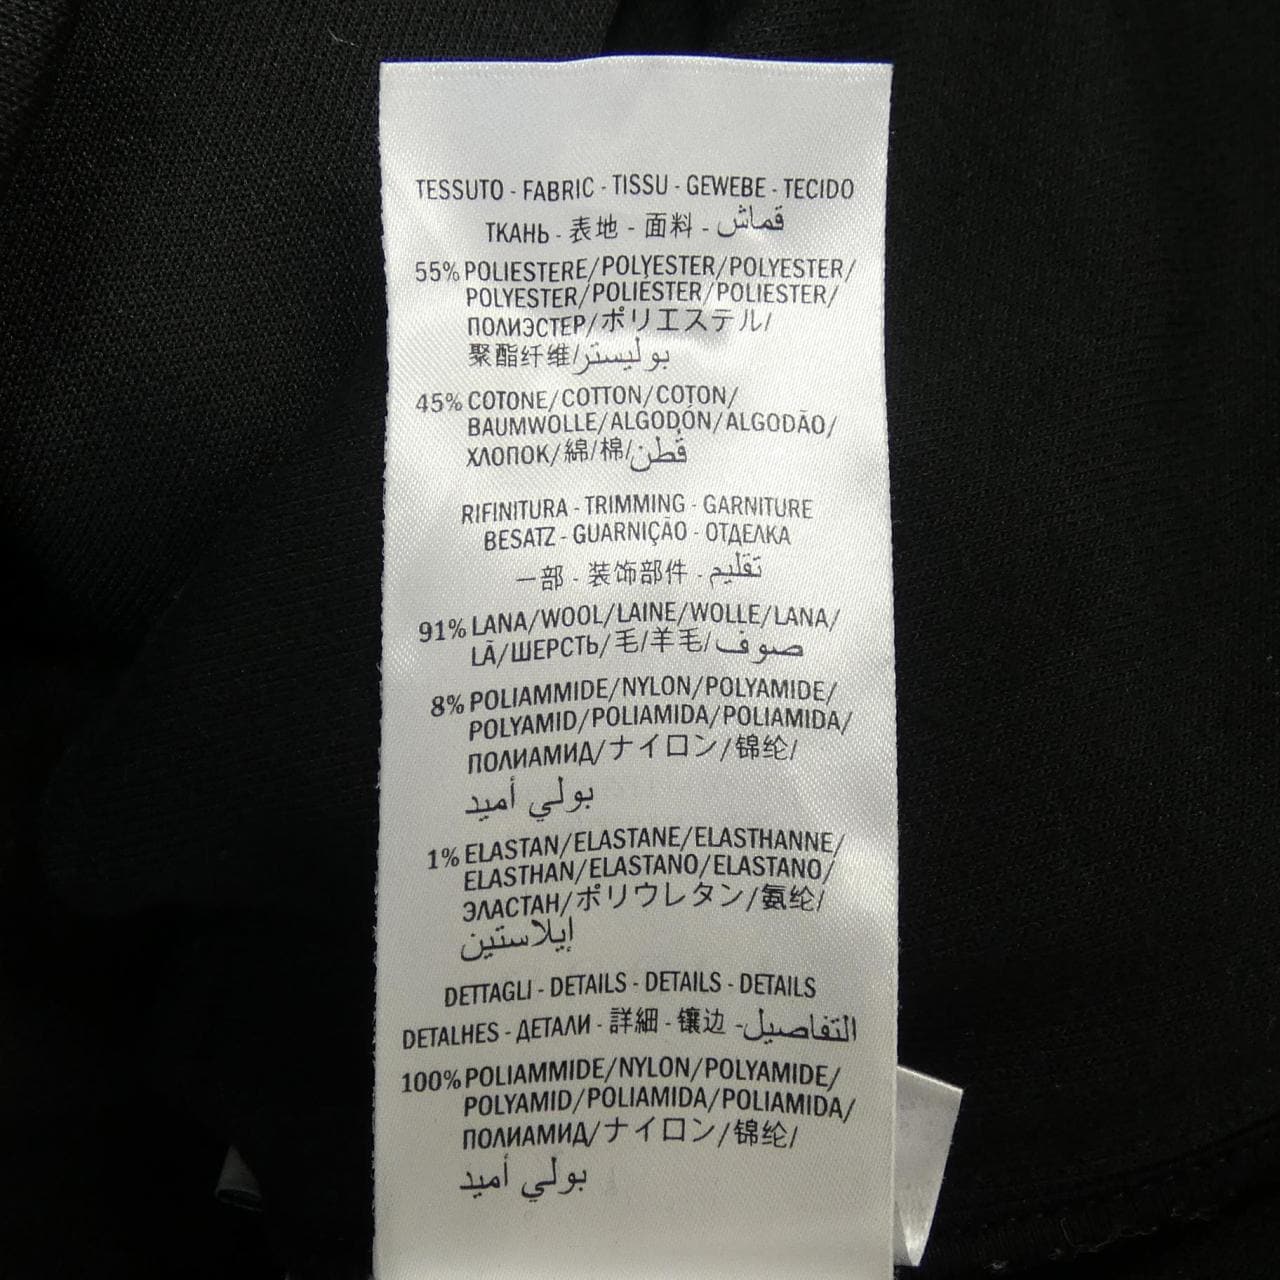 TESSUTO - FABRIC - TISSU - GEWEBE - TECIDO
ТКАНЬ - 表地 - 面料 - قماش
55% POLIESTERE/POLYESTER/POLYESTER/
POLYESTER/POLIÉSTER/POLIESTER/
ПОЛИЭСТЕР/ポリエステル/
聚酯纤维/بوليستر
45% COTONE/COTTON/COTON/
BAUMWOLLE/ALGODÓN/ALGODÃO/
ХЛОПОК/綿/棉/قُطن
RIFINITURA - TRIMMING - GARNITURE
BESATZ - GUARNIÇÃO - ОТДЕЛКА
一部 - 装饰部件 - تقليم
91% LANA/WOOL/LAINE/WOLLE/LANA/
LÃ/ШЕРСТЬ/毛/羊毛/صوف
8% POLIAMMIDE/NYLON/POLYAMIDE/
POLYAMID/POLIAMIDA/POLIAMIDA/
ПОЛИАМИД/ナイロン/锦纶/
بولي أميد
1% ELASTAN/ELASTANE/ELASTHANNE/
ELASTHAN/ELASTANO/ELASTANO/
ЭЛАСТАН/ポリウレタン/氨纶/
إيلاستين
DETTAGLI - DETAILS - DETAILS - DETAILS
DETALHES - ДЕТАЛИ - 詳細 - 镶边 - التفاصيل
100% POLIAMMIDE/NYLON/POLYAMIDE/
POLYAMID/POLIAMIDA/POLIAMIDA/
ПОЛИАМИД/ナイロン/锦纶/
بولي أميد